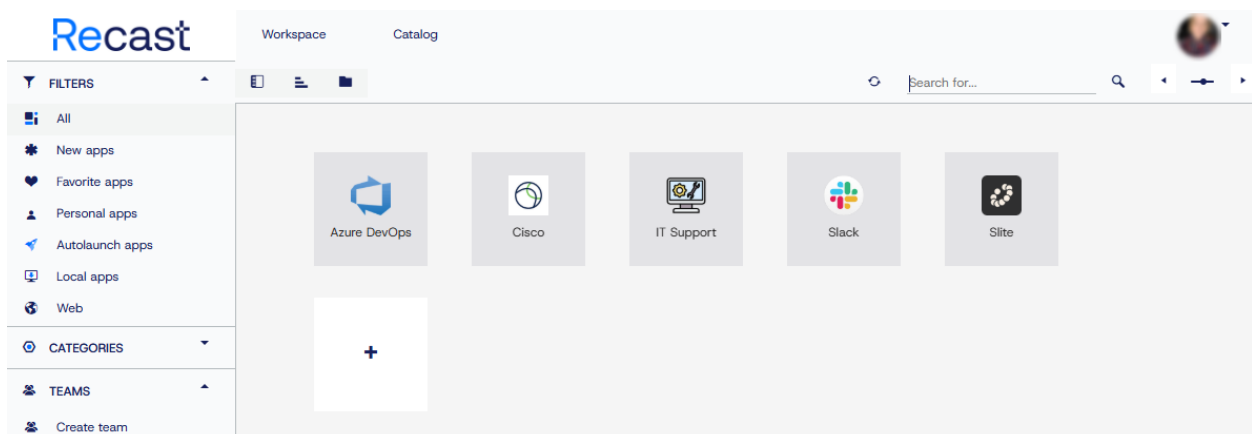 Recast
Workspace
Catalog
FILTERS
Search for...
All
New apps
Favorite apps
Personal apps
Autolaunch apps
Local apps
Web
CATEGORIES
TEAMS
Create team
Azure DevOps
Cisco
IT Support
Slack
Slite
+